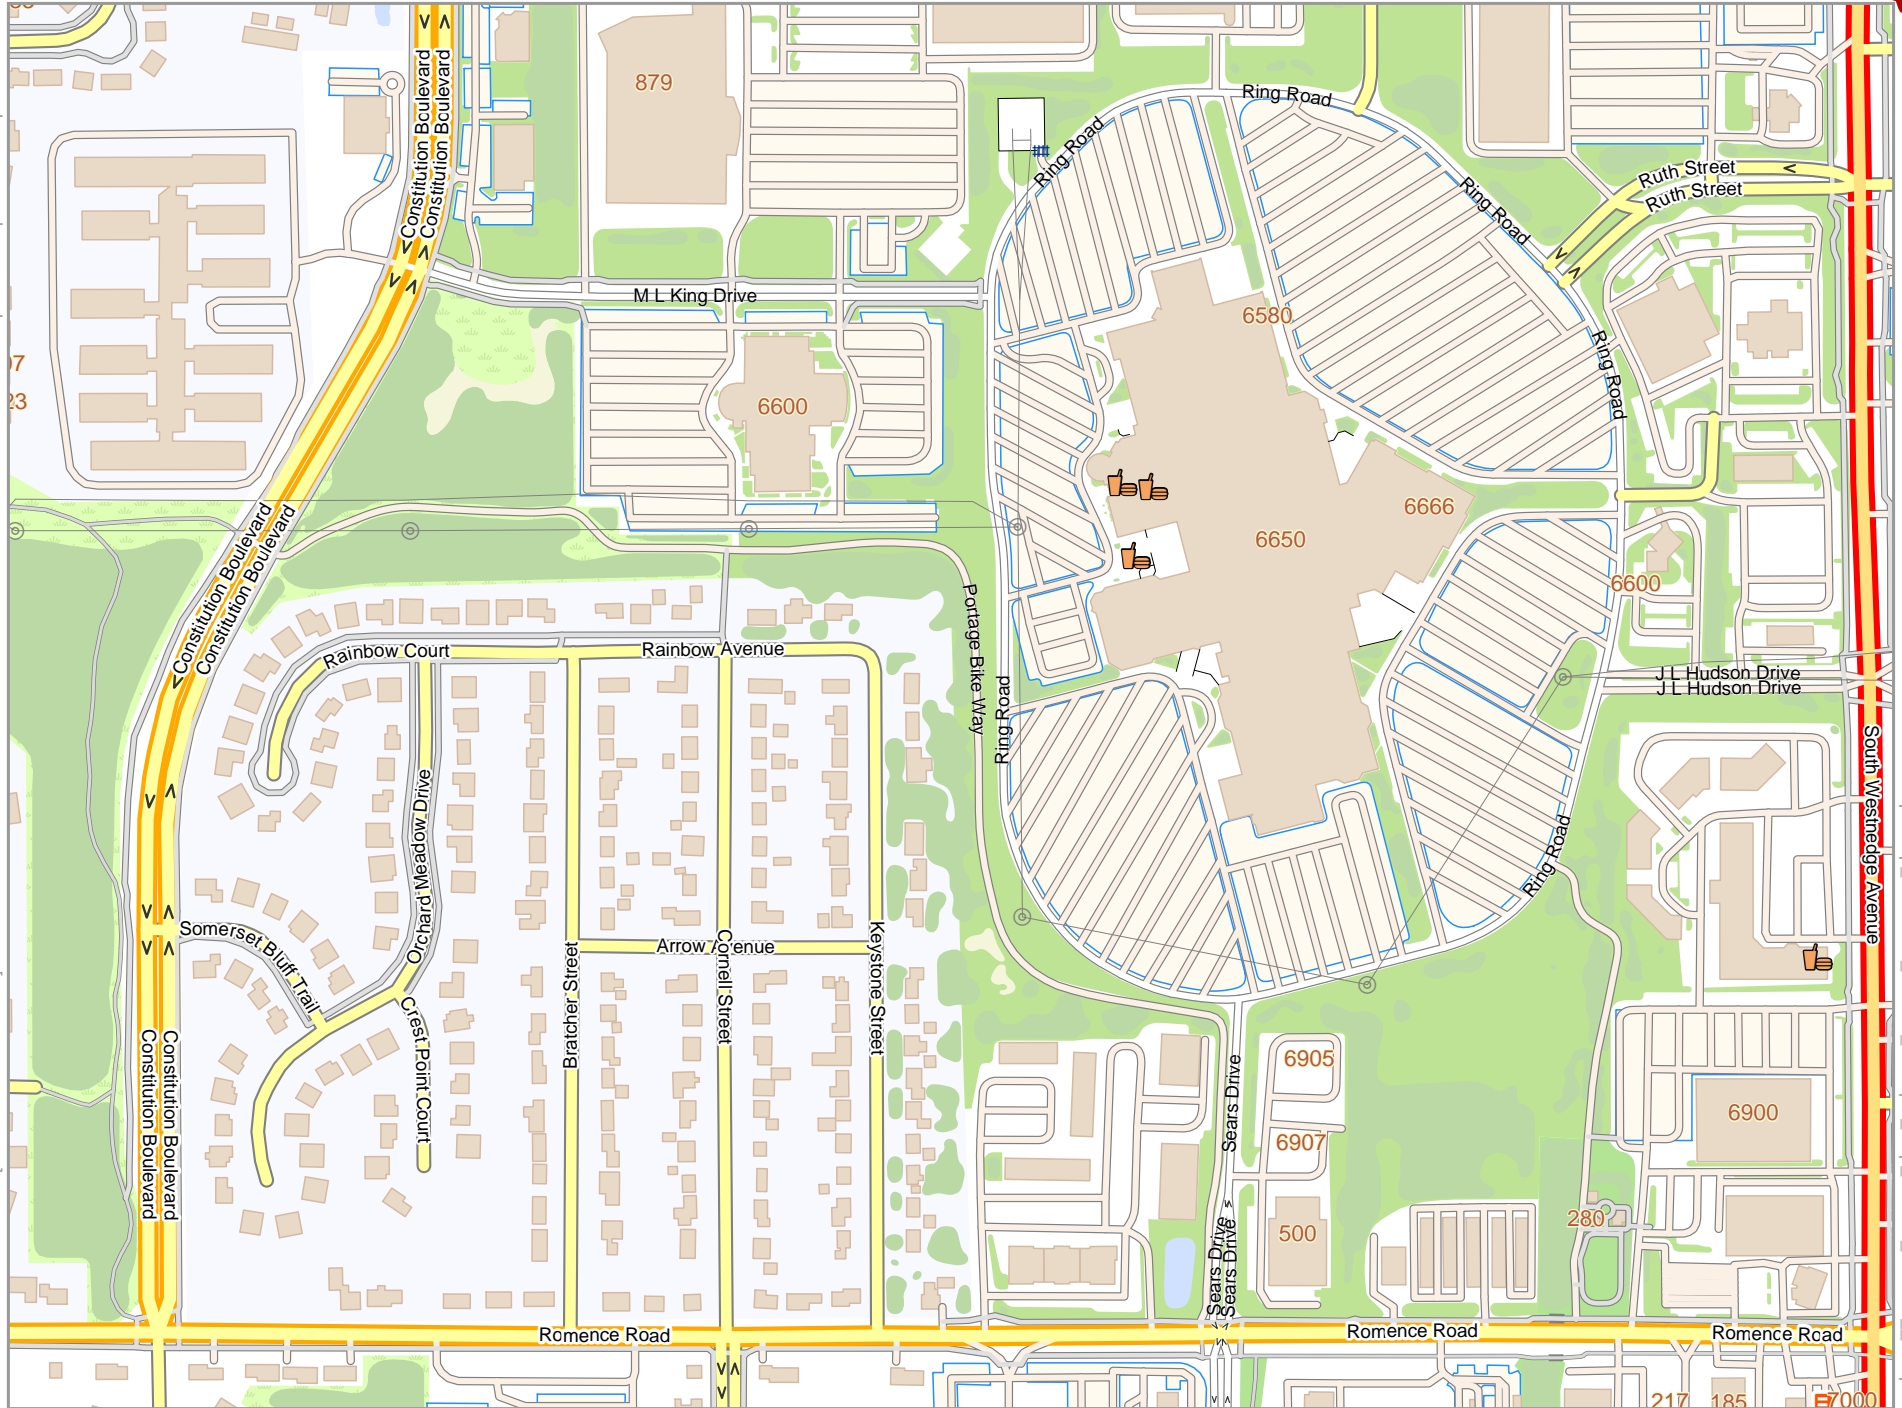 879
Constitution Boulevard
Constitution Boulevard
Ring Road
Ring Road
Ring Road
Ruth Street
Ruth Street
M L King Drive
6580
Ring Road
23
6600
6666
6650
Constitution Boulevard
Constitution Boulevard
6600
Portage Bike Way
Rainbow Court
Rainbow Avenue
Ring Road
J L Hudson Drive
J L Hudson Drive
South Westnedge Avenue
Orchard Meadow Drive
Ring Road
Somerset Bluff Trail
Arrow Avenue
Cornell Street
Keystone Street
Bratcher Street
Crest Point Court
Constitution Boulevard
Constitution Boulevard
Sears Drive
6905
6907
6900
500
280
Sears Drive
Sears Drive
Romence Road
Romence Road
Romence Road
217
185
7000